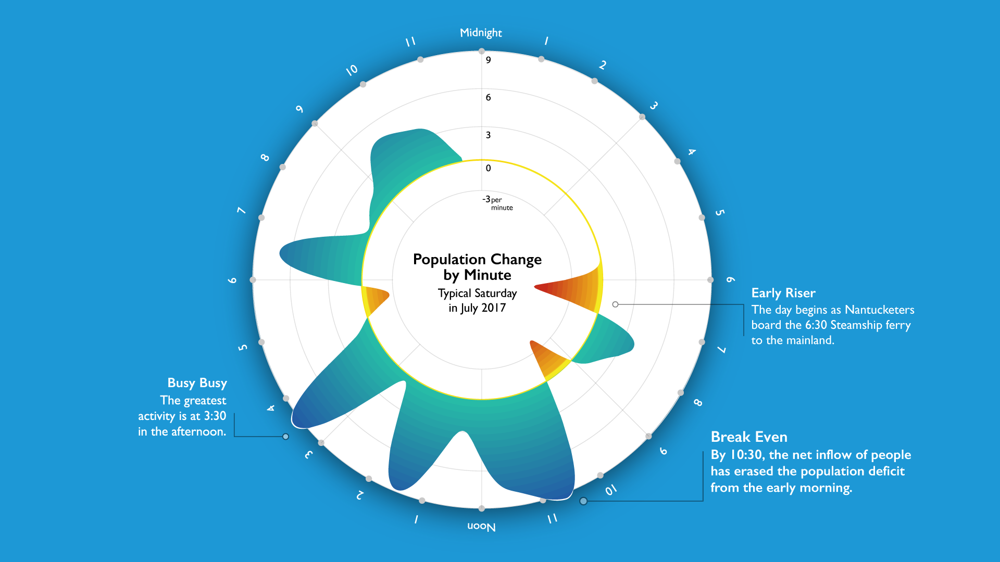 Midnight
1
2
3
4
5
6
7
8
9
10
11
Noon
1
2
3
4
5
6
7
8
9
10
11
9
6
3
0
-3 per
minute
Population Change
by Minute
Typical Saturday
in July 2017
Early Riser
The day begins as Nantucketers
board the 6:30 Steamship ferry
to the mainland.
Break Even
By 10:30, the net inflow of people
has erased the population deficit
from the early morning.
Busy Busy
The greatest
activity is at 3:30
in the afternoon.